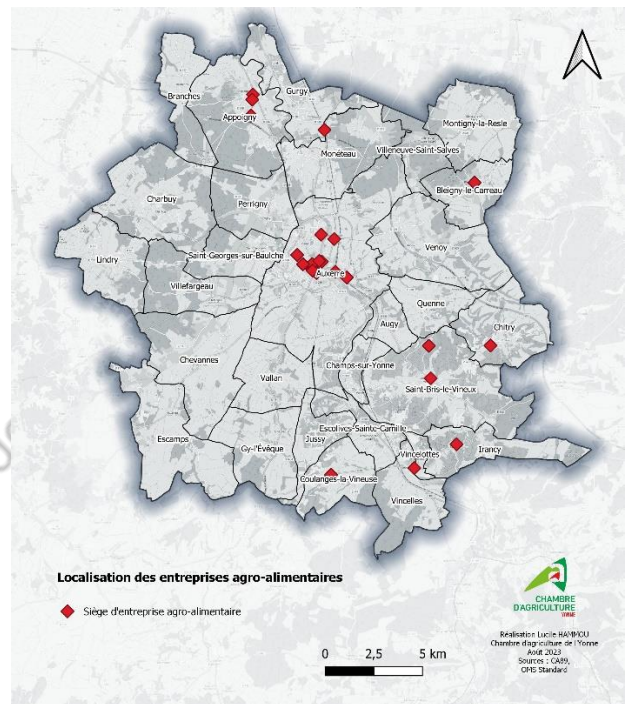 Gurgy
Branches
Appoigny
Montigny-la-Resle
Monéteau
Villeneuve-Saint-Salves
Bleigny-le-Carreau
Charbuy
Perrigny
Venoy
Saint-Georges-sur-Baulche
Lindry
Auxerre
Villefargeau
Quenne
Chitry
Augy
Chevannes
Champs-sur-Yonne
Vallan
Saint-Bris-le-Vineux
Escolives-Sainte-Camille
Escamps
Jussy
Gy-l'Évêque
Irancy
Vincelottes
Coulanges-la-Vineuse
Vincelles
Localisation des entreprises agro-alimentaires
Siège d'entreprise agro-alimentaire
CHAMBRE
D'AGRICULTURE
YONNE
Réalisation Lucile HAMMOU
Chambre d'agriculture de l'Yonne
Août 2023
Sources : CA89,
OMS Standard
0 2,5 5 km